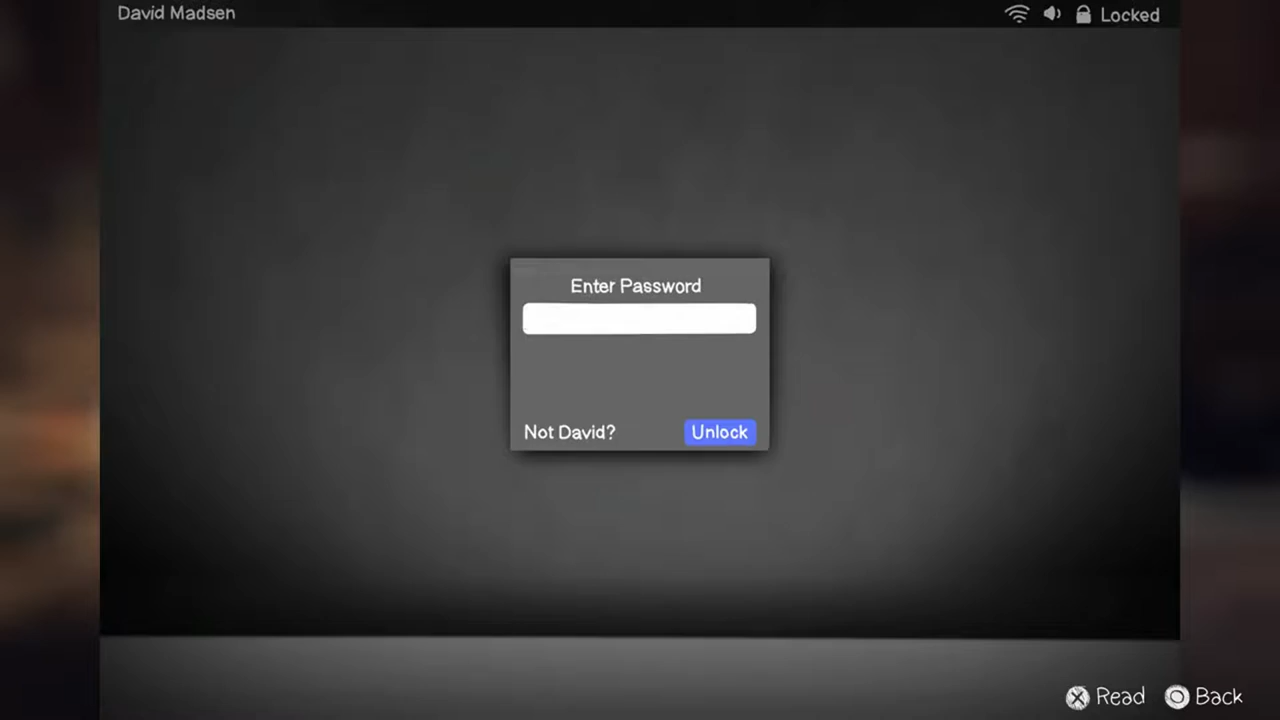 David Madsen
Locked
Enter Password
Not David?
Unlock
Read
Back